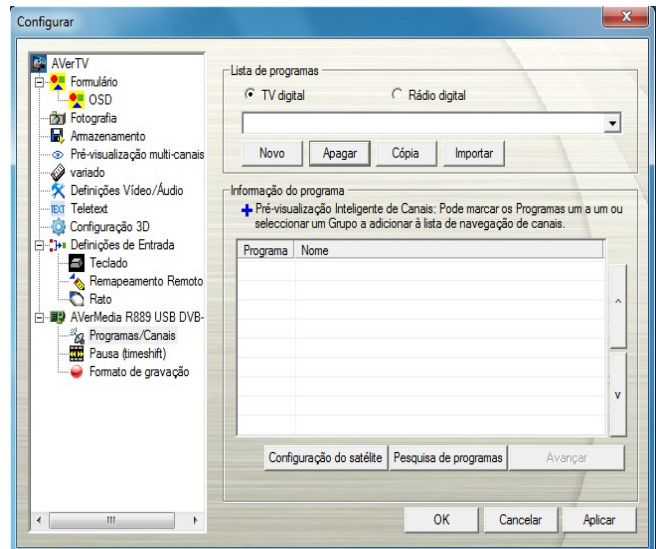 Configurar
x
AVerTV
Formulário
OSD
Fotografia
Armazenamento
Pré-visualização multi-canais
variado
Definições Vídeo/Áudio
TEXT Teletext
Configuração 3D
Definições de Entrada
Teclado
Remapeamento Remoto
Rato
AVerMedia R889 USB DVB-
Programas/Canais
Pausa (timeshift)
Formato de gravação
Lista de programas
TV digital
Rádio digital
Novo
Apagar
Cópia
Importar
Informação do programa
Pré-visualização Inteligente de Canais: Pode marcar os Programas um a um ou
seleccionar um Grupo a adicionar à lista de navegação de canais.
Programa
Nome
^
v
Configuração do satélite
Pesquisa de programas
Avançar
OK
Cancelar
Aplicar